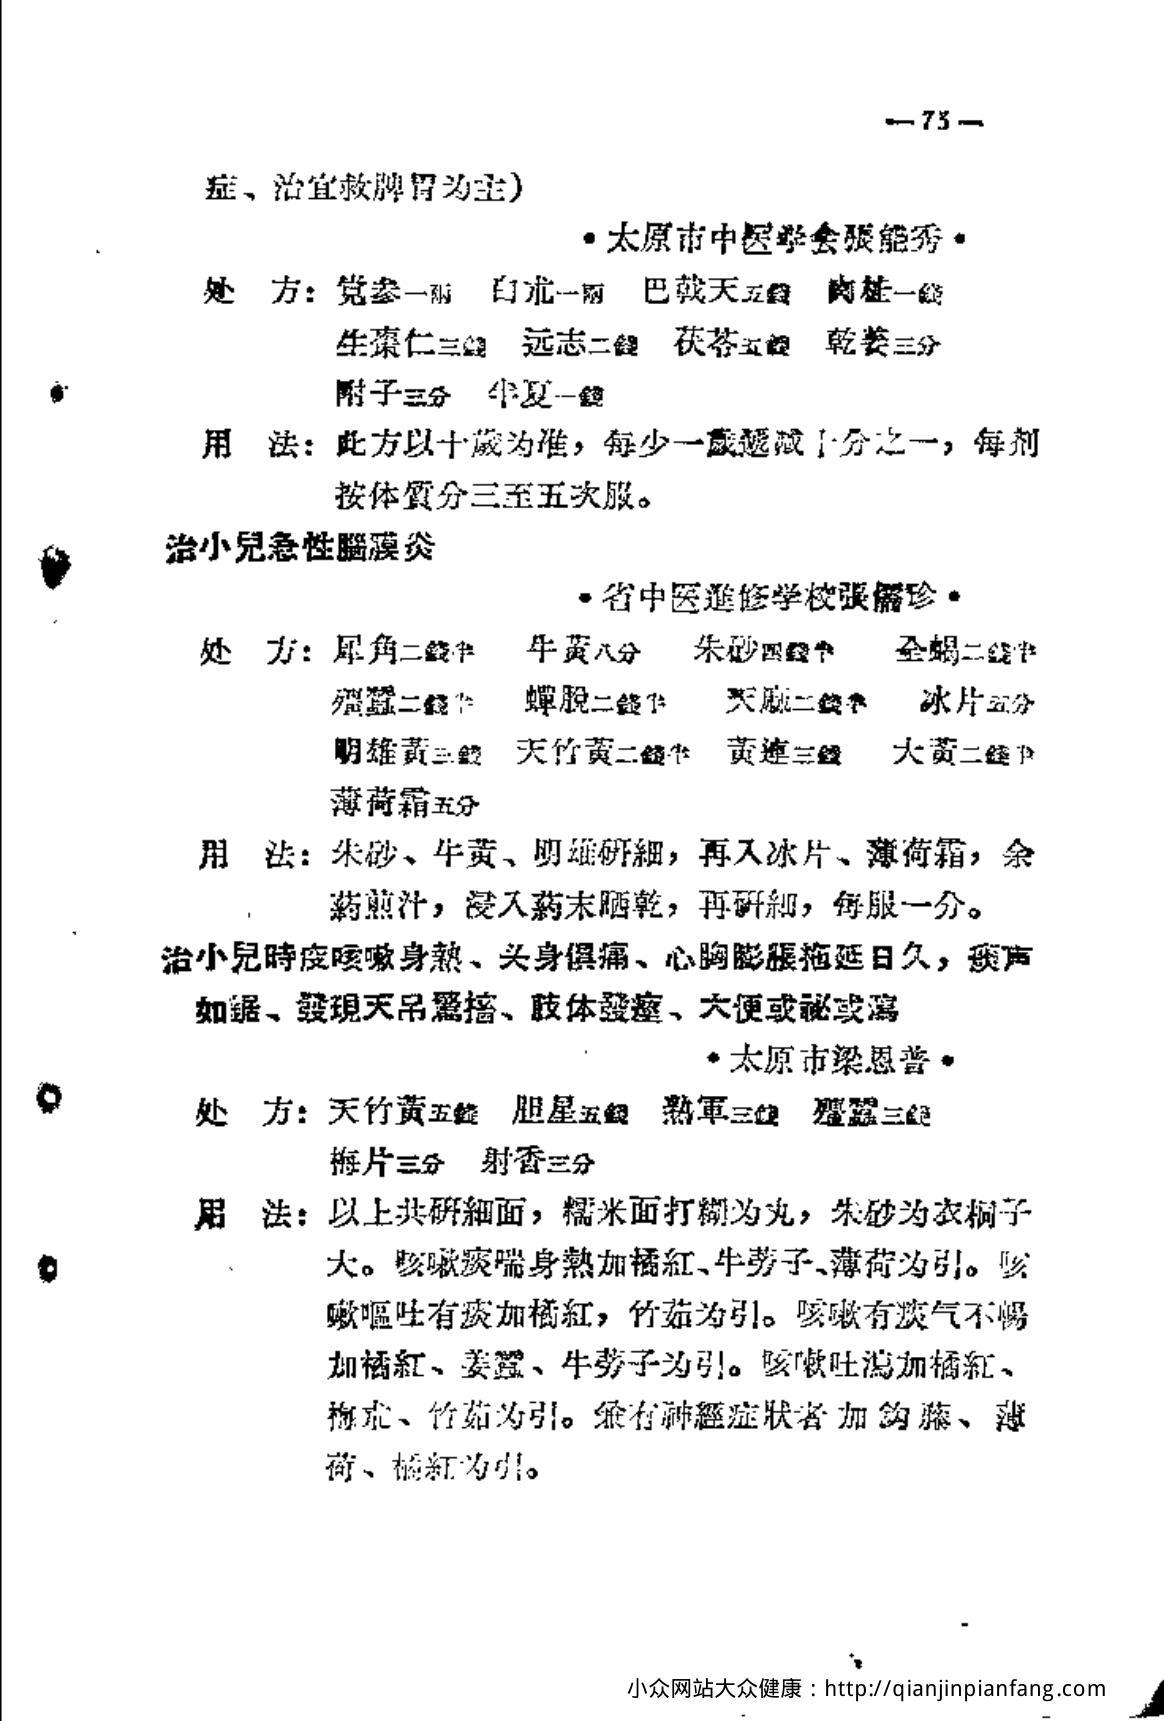 — 75 —
症、治宜救脾胃为主）
•太原市中医学会張能秀•
处　方：党参一兩　白朮一兩　巴戟天五錢　肉桂一錢
生棗仁三錢　远志二錢　茯苓五錢　乾姜三分
附子三分　半夏一錢
用　法：此方以十歲为准，每少一歲遞减十分之一，每剂
按体質分三至五次服。
治小兒急性腦膜炎
•省中医進修学校張儒珍•
处　方：犀角二錢半　牛黃八分　朱砂四錢半　全蝎二錢半
殭蠶二錢半　蟬脫二錢半　天麻二錢半　冰片五分
明雄黃三錢　天竹黃二錢半　黃連三錢　大黃二錢半
薄荷霜五分
用　法：朱砂、牛黃、明雄研細，再入冰片、薄荷霜，余
葯煎汁，浸入葯末晒乾，再研細，每服一分。
治小兒時疫咳嗽身熱、头身俱痛、心胸膨脹拖延日久，痰声
如鋸、發現天吊驚搐、肢体發痙、大便或祕或瀉
•太原市梁恩普•
处　方：天竹黃五錢　胆星五錢　熟軍三錢　殭蠶三錢
梅片三分　射香三分
用　法：以上共研細面，糯米面打糊为丸，朱砂为衣桐子
大。咳嗽痰喘身熱加橘紅、牛蒡子、薄荷为引。咳
嗽嘔吐有痰加橘紅，竹茹为引。咳嗽有痰气不暢
加橘紅、姜蠶、牛蒡子为引。咳嗽吐瀉加橘紅、
梅朮、竹茹为引。兼有神經症狀者加鈎藤、薄
荷、橘紅为引。
小众网站大众健康：http://qianjinpianfang.com